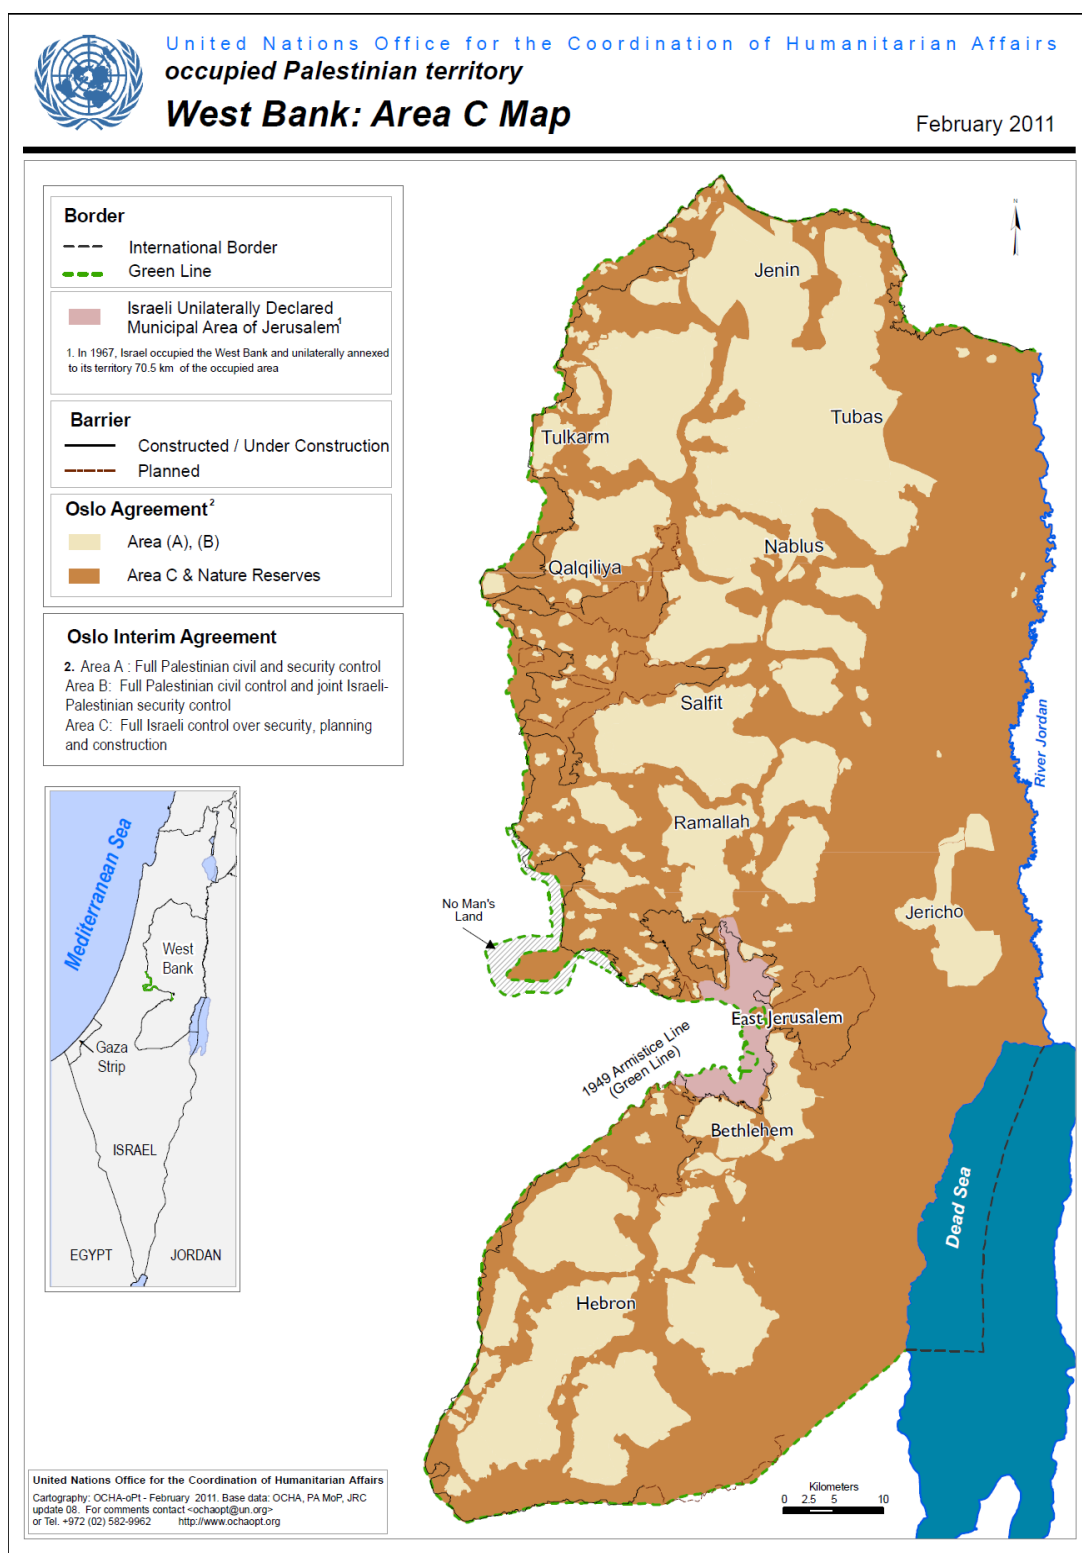 United Nations Office for the Coordination of Humanitarian Affairs
occupied Palestinian territory
West Bank: Area C Map
February 2011
Border
International Border
Green Line
Israeli Unilaterally Declared
Municipal Area of Jerusalem1
1. In 1967, Israel occupied the West Bank and unilaterally annexed
to its territory 70.5 km of the occupied area
Barrier
Constructed / Under Construction
Planned
Oslo Agreement2
Area (A), (B)
Area C & Nature Reserves
Oslo Interim Agreement
2. Area A : Full Palestinian civil and security control
Area B: Full Palestinian civil control and joint Israeli-
Palestinian security control
Area C: Full Israeli control over security, planning
and construction
Mediterranean Sea
West
Bank
Gaza
Strip
ISRAEL
EGYPT
JORDAN
N
Jenin
Tubas
Tulkarm
Nablus
Qalqiliya
Salfit
River Jordan
Ramallah
No Man's
Land
Jericho
East Jerusalem
1949 Armistice Line
(Green Line)
Bethlehem
Dead Sea
Hebron
Kilometers
0 2.5 5 10
United Nations Office for the Coordination of Humanitarian Affairs
Cartography: OCHA-oPt - February 2011. Base data: OCHA, PA MoP, JRC
update 08. For comments contact <ochaopt@un.org>
or Tel. +972 (02) 582-9962 http://www.ochaopt.org